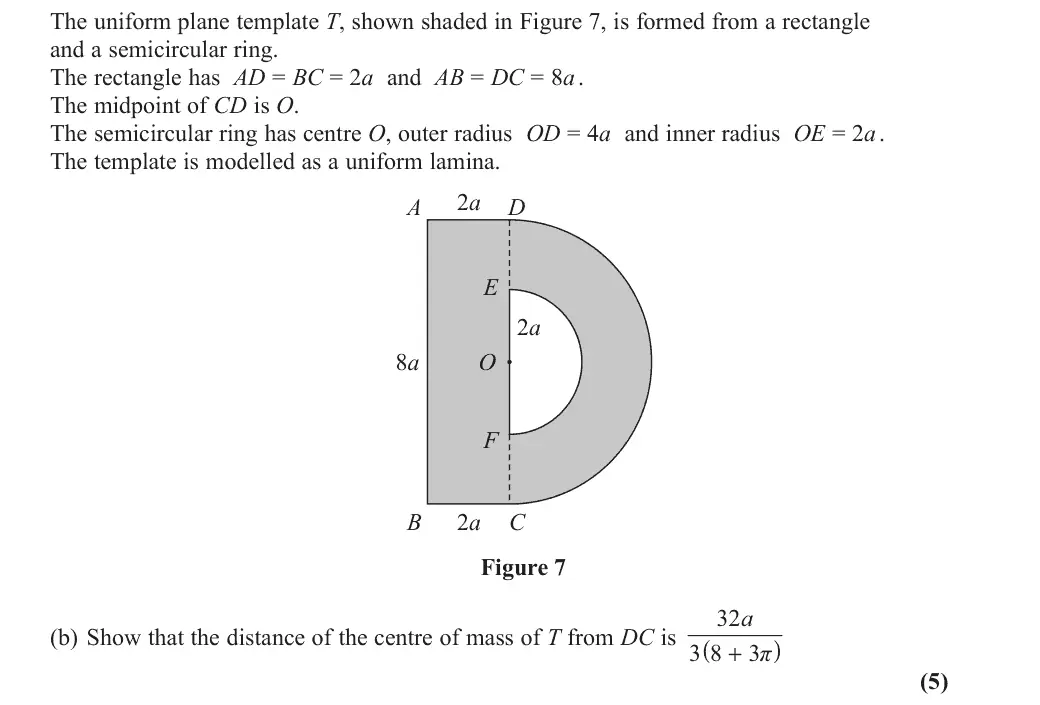 The uniform plane template T, shown shaded in Figure 7, is formed from a rectangle
and a semicircular ring.
The rectangle has AD = BC = 2a and AB = DC = 8a.
The midpoint of CD is O.
The semicircular ring has centre O, outer radius OD = 4a and inner radius OE = 2a.
The template is modelled as a uniform lamina.
A 2a D
E
2a
8a O
F
B 2a C
Figure 7
(b) Show that the distance of the centre of mass of T from DC is \frac{32a}{3(8 + 3π)}
(5)